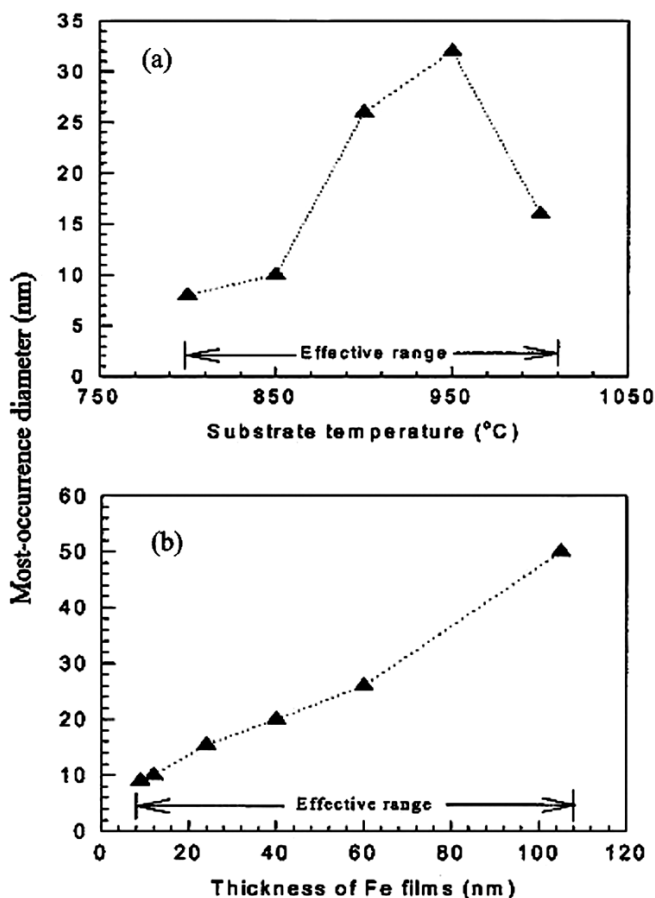 Most-occurrence diameter (nm)
35
(a)
30
25
20
15
10
5
Effective range
0
750 850 950 1050
Substrate temperature (°C)
60
(b)
50
40
30
20
10
Effective range
0
0 20 40 60 80 100 120
Thickness of Fe films (nm)